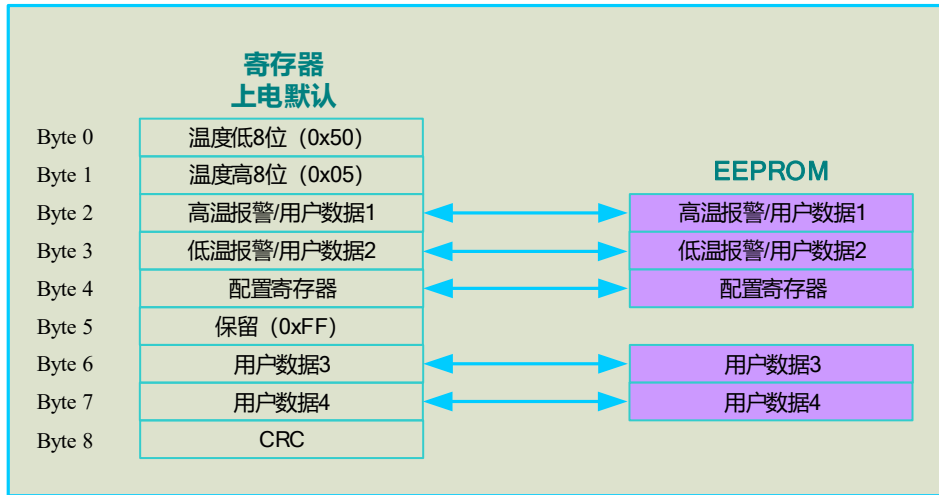 寄存器
上电默认
Byte 0 温度低8位（0x50）
Byte 1 温度高8位（0x05） EEPROM
Byte 2 高温报警/用户数据1 高温报警/用户数据1
Byte 3 低温报警/用户数据2 低温报警/用户数据2
Byte 4 配置寄存器 配置寄存器
Byte 5 保留（0xFF）
Byte 6 用户数据3 用户数据3
Byte 7 用户数据4 用户数据4
Byte 8 CRC